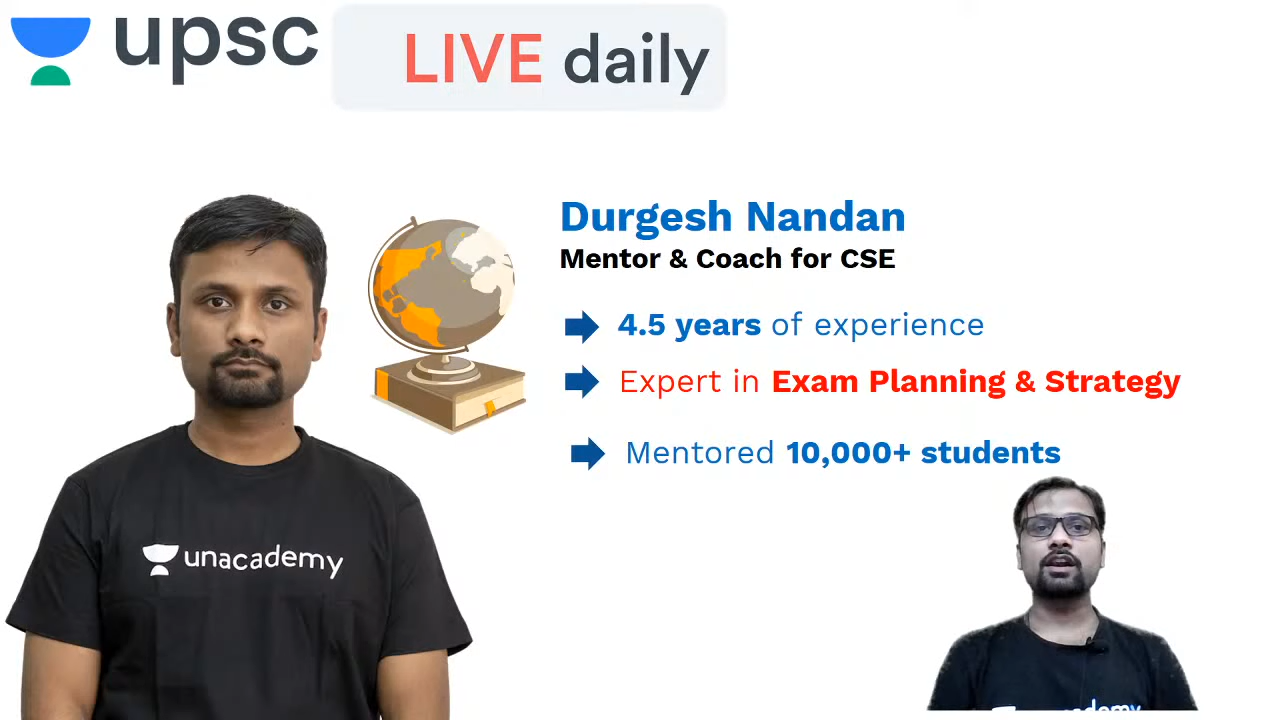 upsc
LIVE daily
Durgesh Nandan
Mentor & Coach for CSE
4.5 years of experience
Expert in Exam Planning & Strategy
Mentored 10,000+ students
unacademy
unacademy